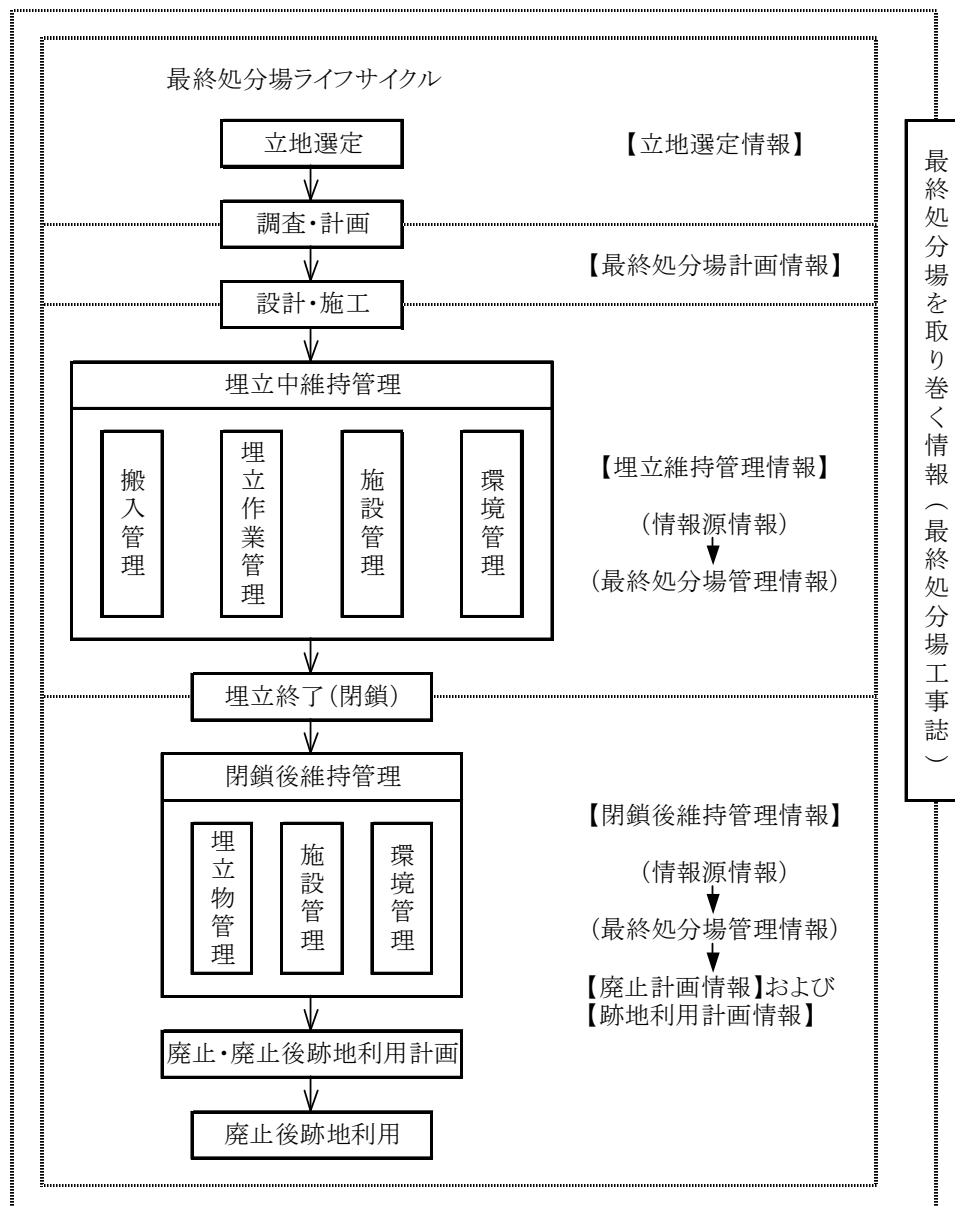 最終処分場ライフサイクル
立地選定
【立地選定情報】
調査・計画
【最終処分場計画情報】
設計・施工
埋立中維持管理
搬入管理
埋立作業管理
施設管理
環境管理
【埋立維持管理情報】
(情報源情報)
(最終処分場管理情報)
埋立終了(閉鎖)
閉鎖後維持管理
埋立物管理
施設管理
環境管理
【閉鎖後維持管理情報】
(情報源情報)
(最終処分場管理情報)
【廃止計画情報】および
【跡地利用計画情報】
廃止・廃止後跡地利用計画
廃止後跡地利用
最終処分場を取り巻く情報(最終処分場工事誌)